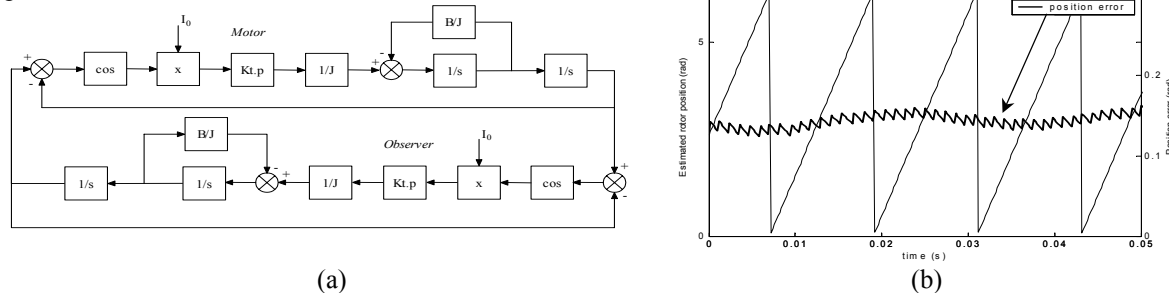 I₀
Motor
B/J
+
-
cos
x
Kt.p
1/J
+
-
1/s
1/s
B/J
Observer
I₀
1/s
1/s
-
+
1/J
Kt.p
x
cos
+
-
(a)
position error
5
0
Estimated rotor position (rad)
0.2
0.1
0
0
0.01
0.02
0.03
0.04
0.05
time (s)
(b)